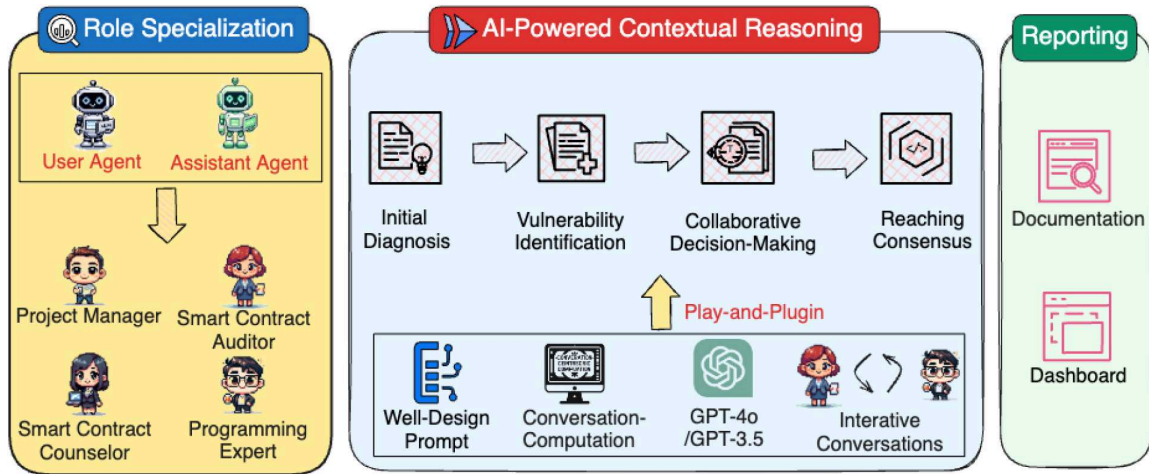 Role Specialization
User Agent
Assistant Agent
Project Manager
Smart Contract
Auditor
Smart Contract
Counselor
Programming
Expert
AI-Powered Contextual Reasoning
Initial
Diagnosis
Vulnerability
Identification
Collaborative
Decision-Making
Reaching
Consensus
Play-and-Plugin
Well-Design
Prompt
Conversation-
Computation
GPT-4o
/GPT-3.5
Interative
Conversations
Reporting
Documentation
Dashboard